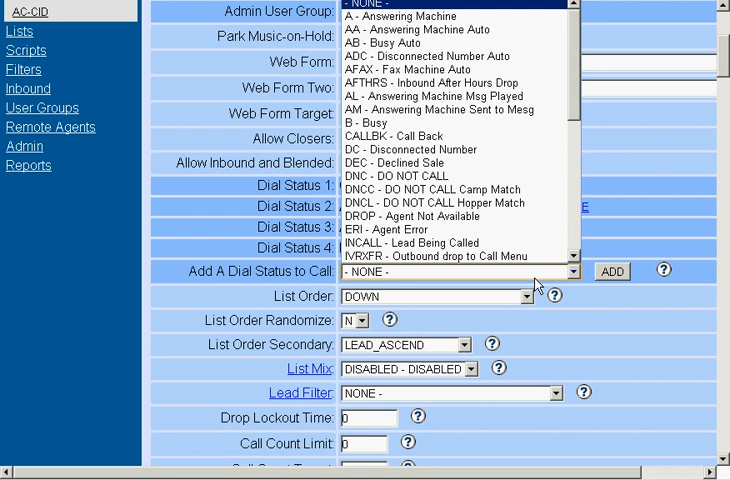 AC-CID
Lists
Scripts
Filters
Inbound
User Groups
Remote Agents
Admin
Reports
Admin User Group:
Park Music-on-Hold:
Web Form:
Web Form Two:
Web Form Target:
Allow Closers:
Allow Inbound and Blended:
Dial Status 1:
Dial Status 2:
Dial Status 3:
Dial Status 4:
- NONE -
A - Answering Machine
AA - Answering Machine Auto
AB - Busy Auto
ADC - Disconnected Number Auto
AFAX - Fax Machine Auto
AFTHRS - Inbound After Hours Drop
AL - Answering Machine Msg Played
AM - Answering Machine Sent to Mesg
B - Busy
CALLBK - Call Back
DC - Disconnected Number
DEC - Declined Sale
DNC - DO NOT CALL
DNCC - DO NOT CALL Camp Match
DNCL - DO NOT CALL Hopper Match
DROP - Agent Not Available
ERI - Agent Error
INCALL - Lead Being Called
IVRXFR - Outbound drop to Call Menu
Add A Dial Status to Call: - NONE - ADD ?
List Order: DOWN ?
List Order Randomize: N ?
List Order Secondary: LEAD_ASCEND ?
List Mix: DISABLED - DISABLED ?
Lead Filter: NONE - ?
Drop Lockout Time: 0 ?
Call Count Limit: 0 ?